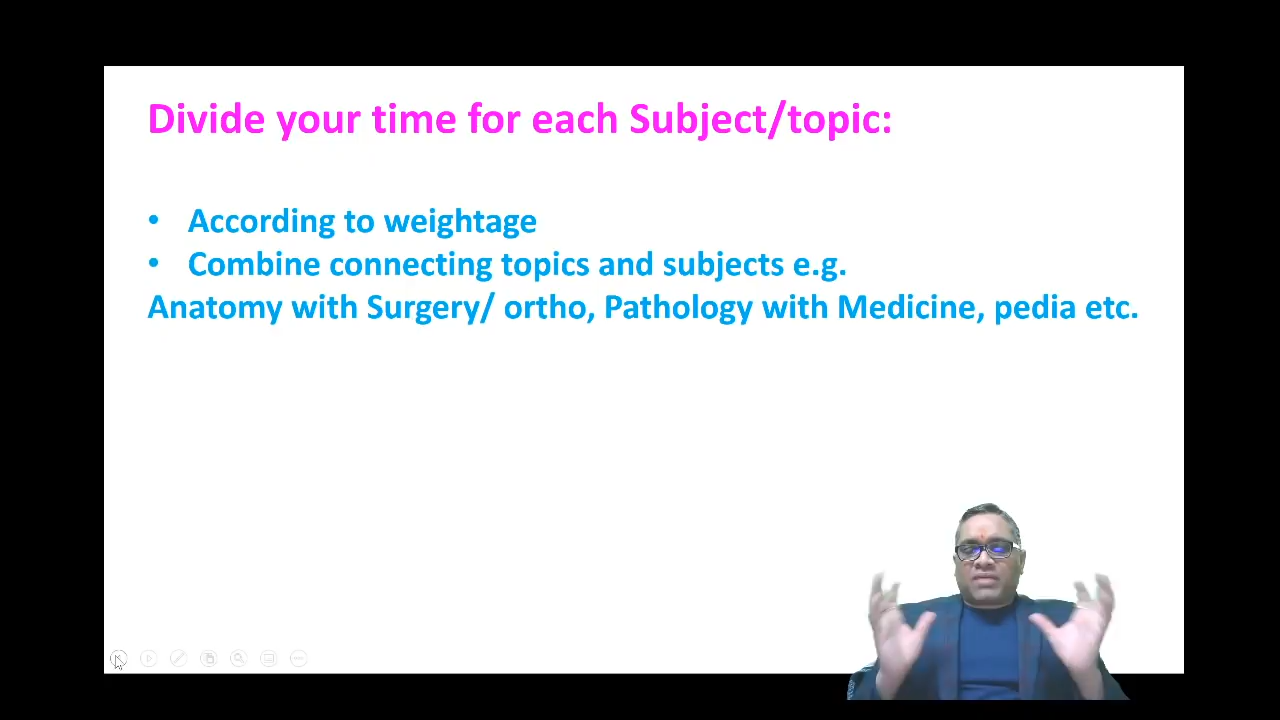 Divide your time for each Subject/topic:
• According to weightage
• Combine connecting topics and subjects e.g.
Anatomy with Surgery/ ortho, Pathology with Medicine, pedia etc.